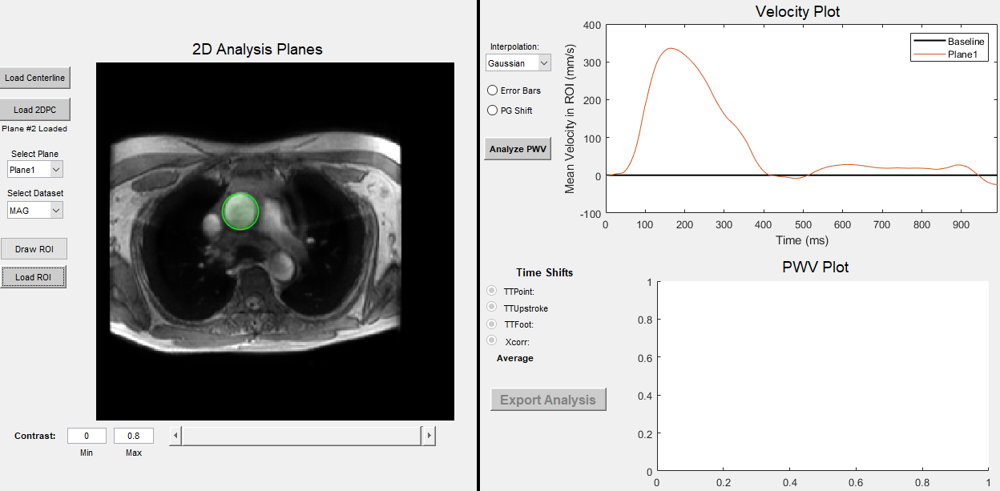 2D Analysis Planes
Load Centerline
Load 2DPC
Plane #2 Loaded
Select Plane
Plane1
Select Dataset
MAG
Draw ROI
Load ROI
Contrast:
0
0.8
Min
Max
Interpolation:
Gaussian
Error Bars
PG Shift
Analyze PWV
Velocity Plot
Mean Velocity in ROI (mm/s)
400
300
200
100
0
-100
Baseline
Plane1
0 100 200 300 400 500 600 700 800 900
Time (ms)
Time Shifts
TTPoint:
TTUpstroke
TTFoot:
Xcorr:
Average
Export Analysis
PWV Plot
1
0.8
0.6
0.4
0.2
0
0 0.2 0.4 0.6 0.8 1